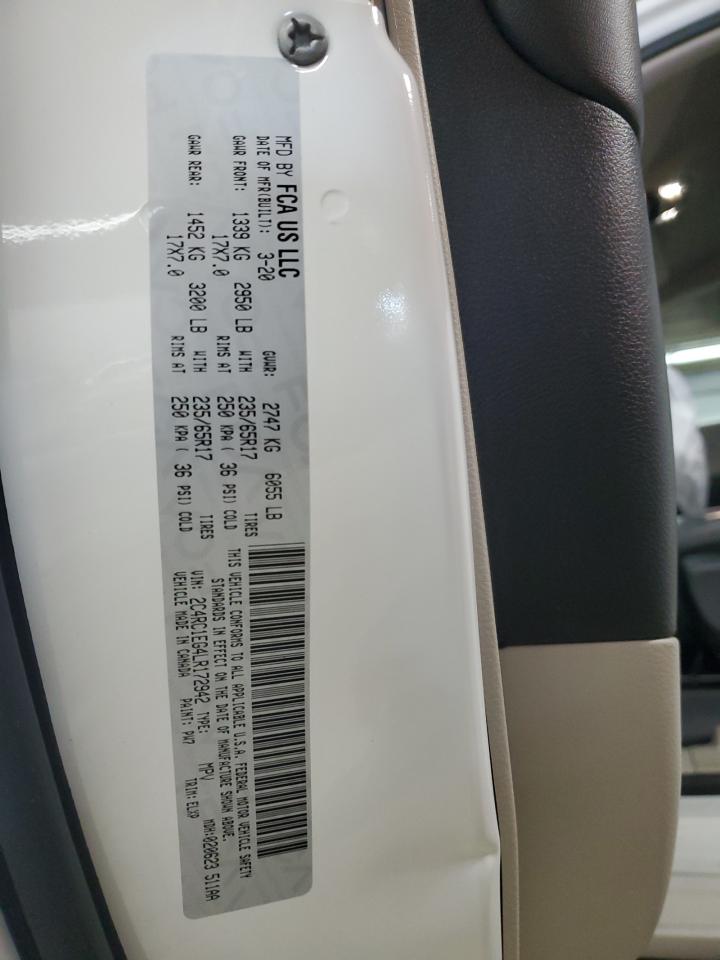 MFD BY FCA US LLC
DATE OF MFR(BUILT): 3-20 GVWR: 2747 KG 6055 LB
GAWR FRONT: 1339 KG 2950 LB WITH 235/65R17 TIRES
17X7.0 RIMS AT 250 KPA ( 36 PSI) COLD
GAWR REAR: 1452 KG 3200 LB WITH 235/65R17 TIRES
17X7.0 RIMS AT 250 KPA ( 36 PSI) COLD
THIS VEHICLE CONFORMS TO ALL APPLICABLE U.S.A. FEDERAL MOTOR VEHICLE SAFETY
STANDARDS IN EFFECT ON THE DATE OF MANUFACTURE SHOWN ABOVE.
VIN: 2C4RC1EG4LR172942 TYPE: MPV MDH:020623 511AA
VEHICLE MADE IN CANADA PAINT: PW7 TRIM: ELXP